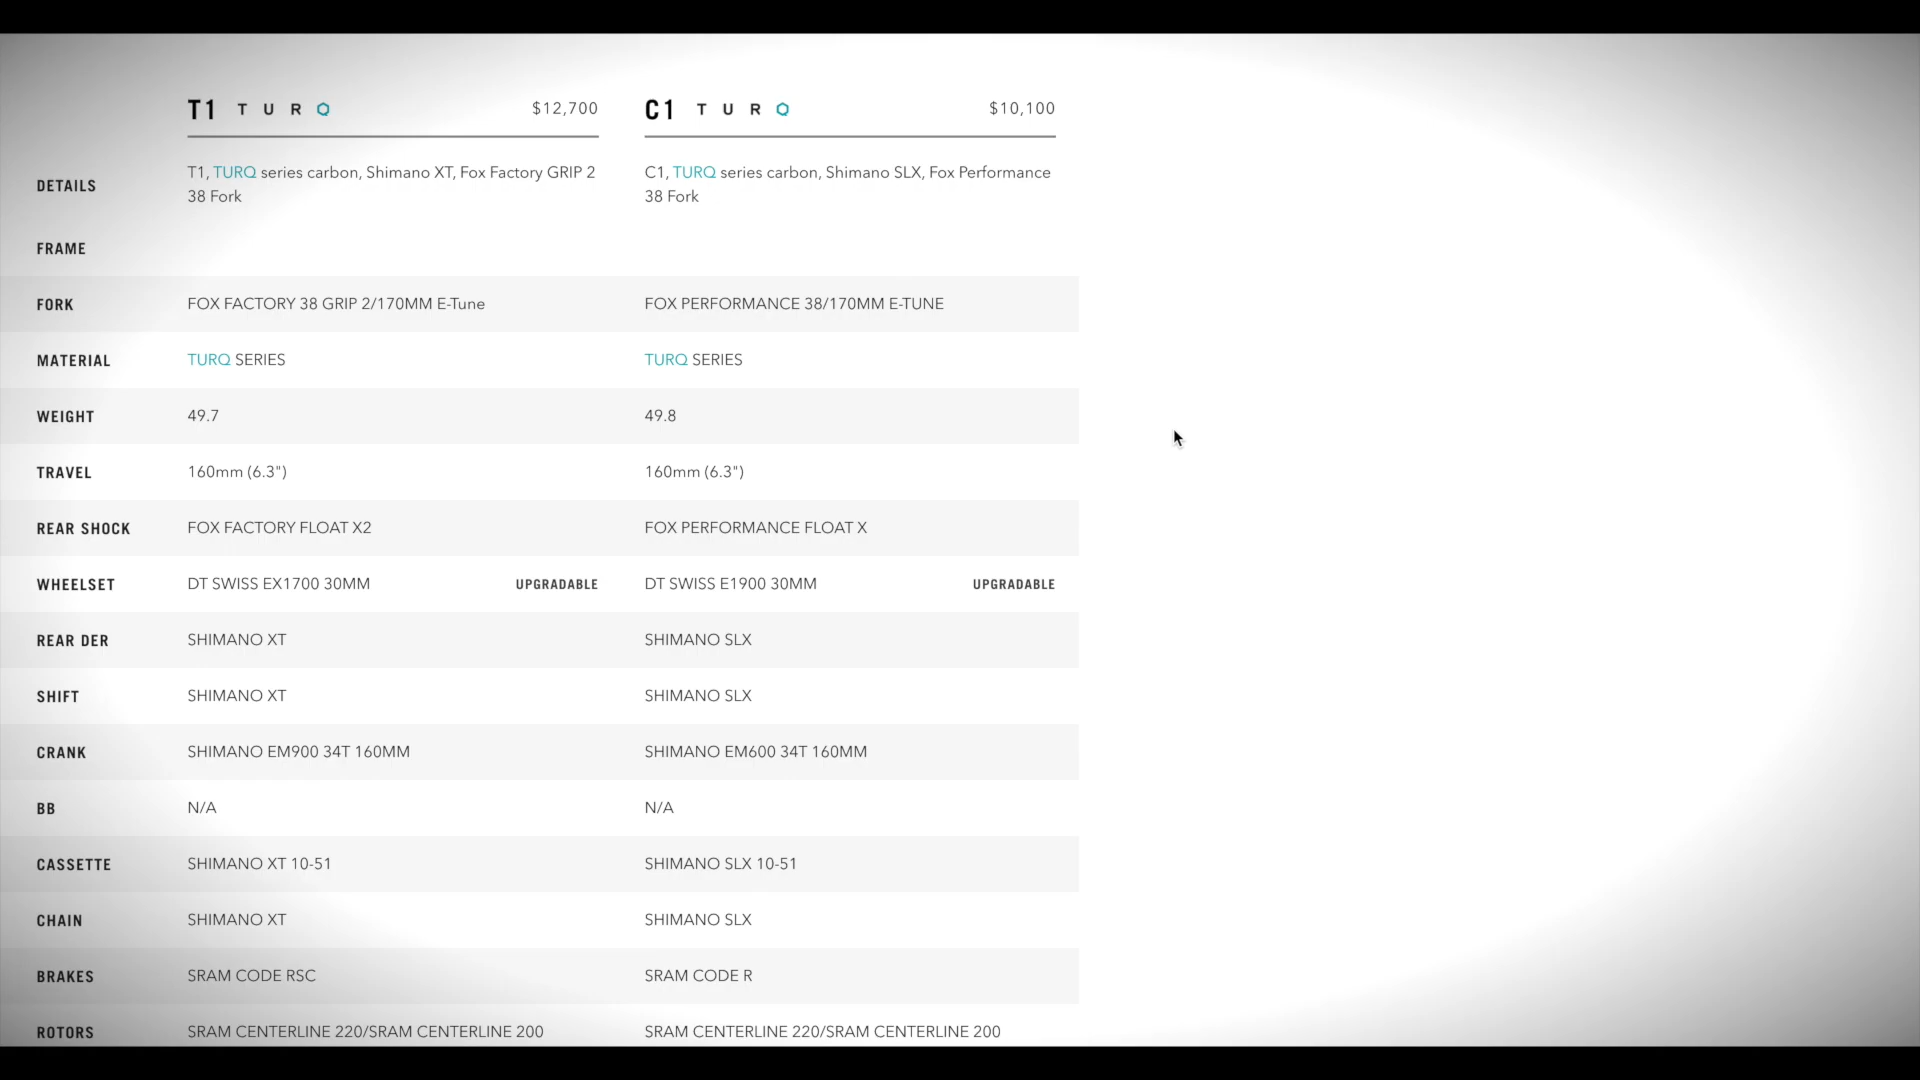 T1 TURQ $12,700 C1 TURQ $10,100
DETAILS T1, TURQ series carbon, Shimano XT, Fox Factory GRIP 2 C1, TURQ series carbon, Shimano SLX, Fox Performance
38 Fork 38 Fork
FRAME
FORK FOX FACTORY 38 GRIP 2/170MM E-Tune FOX PERFORMANCE 38/170MM E-TUNE
MATERIAL TURQ SERIES TURQ SERIES
WEIGHT 49.7 49.8
TRAVEL 160mm (6.3") 160mm (6.3")
REAR SHOCK FOX FACTORY FLOAT X2 FOX PERFORMANCE FLOAT X
WHEELSET DT SWISS EX1700 30MM UPGRADABLE DT SWISS E1900 30MM UPGRADABLE
REAR DER SHIMANO XT SHIMANO SLX
SHIFT SHIMANO XT SHIMANO SLX
CRANK SHIMANO EM900 34T 160MM SHIMANO EM600 34T 160MM
BB N/A N/A
CASSETTE SHIMANO XT 10-51 SHIMANO SLX 10-51
CHAIN SHIMANO XT SHIMANO SLX
BRAKES SRAM CODE RSC SRAM CODE R
ROTORS SRAM CENTERLINE 220/SRAM CENTERLINE 200 SRAM CENTERLINE 220/SRAM CENTERLINE 200